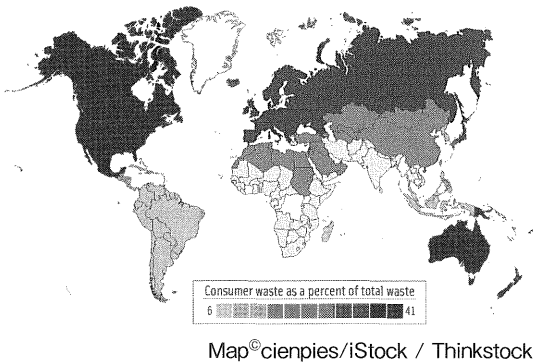 Consumer waste as a percent of total waste
6 41
Map©cienpies/iStock / Thinkstock